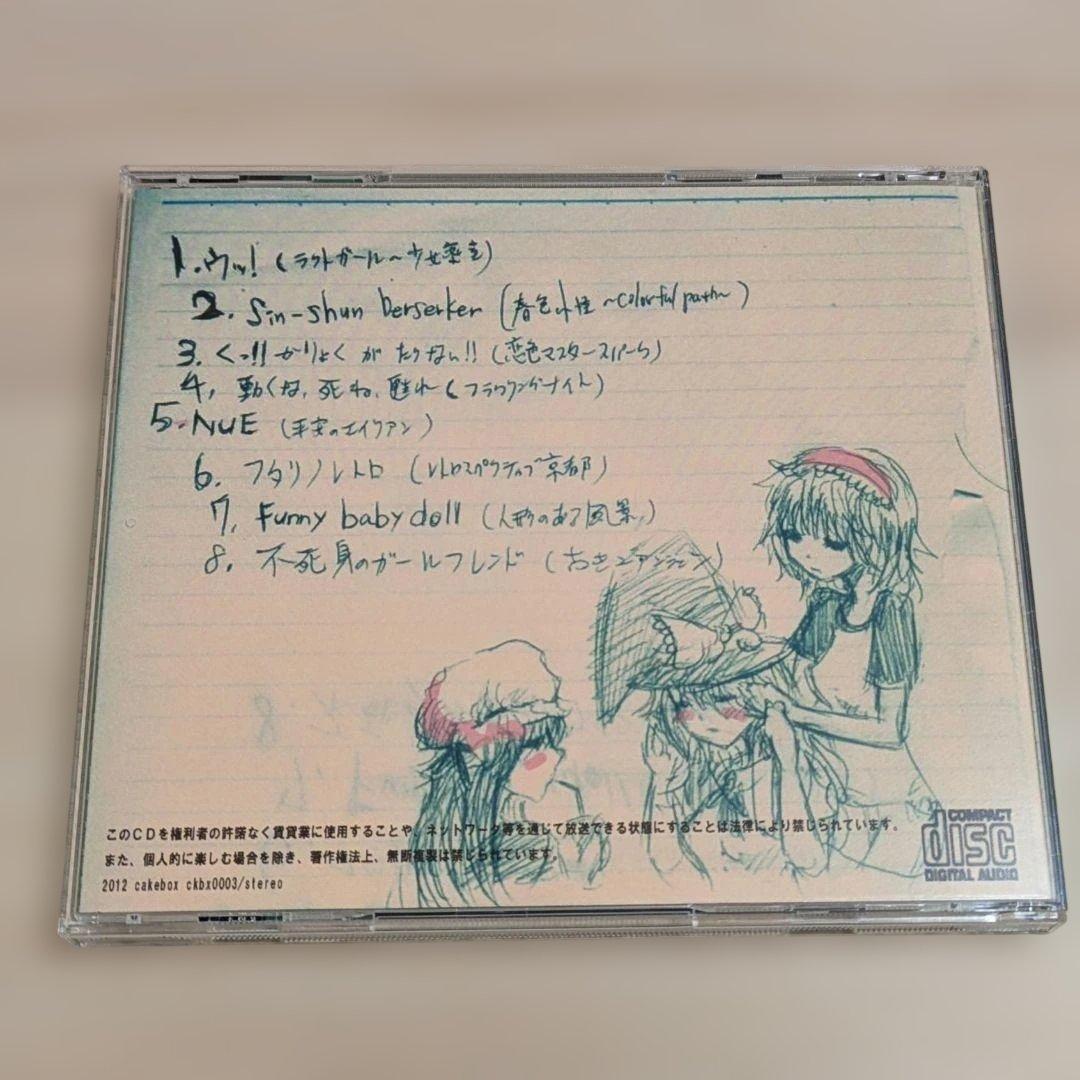 1. ウッ! (ラクトガール~少女密室)
2. Sin-shun berserker (春色小径 ~colorful path~)
3. くっ!! かりょく が たりない!! (恋色マスタースパーク)
4, 動くな, 死ね, 甦れ (フラワリングナイト)
5. NUE (平安のエイリアン)
6. フタリノレトロ (レトロスペクティブ京都)
7, Funny baby doll (人形のある風景)
8. 不死身のガールフレンド (
このCDを権利者の許諾なく賃貸業に使用することや、ネットワーク等を通じて放送できる状態にすることは法律により禁じられています。
また、個人的に楽しむ場合を除き、著作権法上、無断複製は禁じられています。
2012 cakebox ckbx0003/stereo
COMPACT
disc
DIGITAL AUDIO